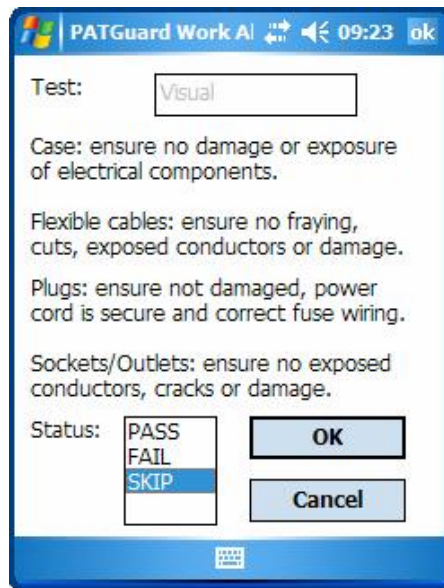 PATGuard Work Al 09:23 ok
Test: Visual
Case: ensure no damage or exposure
of electrical components.
Flexible cables: ensure no fraying,
cuts, exposed conductors or damage.
Plugs: ensure not damaged, power
cord is secure and correct fuse wiring.
Sockets/Outlets: ensure no exposed
conductors, cracks or damage.
Status: PASS
FAIL
SKIP
OK
Cancel